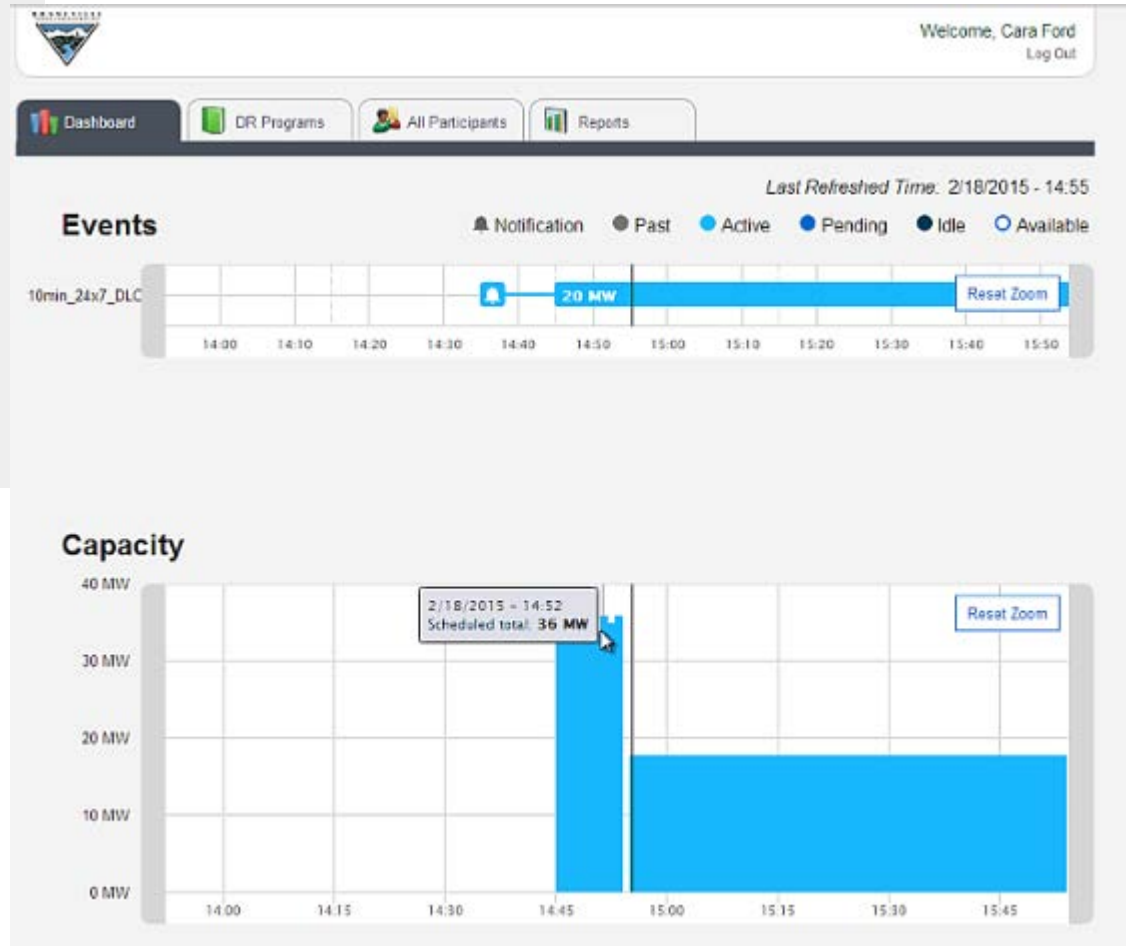 Welcome, Cara Ford
Log Out
Dashboard
DR Programs
All Participants
Reports
Last Refreshed Time: 2/18/2015 - 14:55
Events
Notification Past Active Pending Idle Available
10min_24x7_DLC
20 MW
Reset Zoom
14:00 14:10 14:20 14:30 14:40 14:50 15:00 15:10 15:20 15:30 15:40 15:50
Capacity
40 MW
2/18/2015 - 14:52
Scheduled total: 36 MW
Reset Zoom
30 MW
20 MW
10 MW
0 MW
14:00 14:15 14:30 14:45 15:00 15:15 15:30 15:45